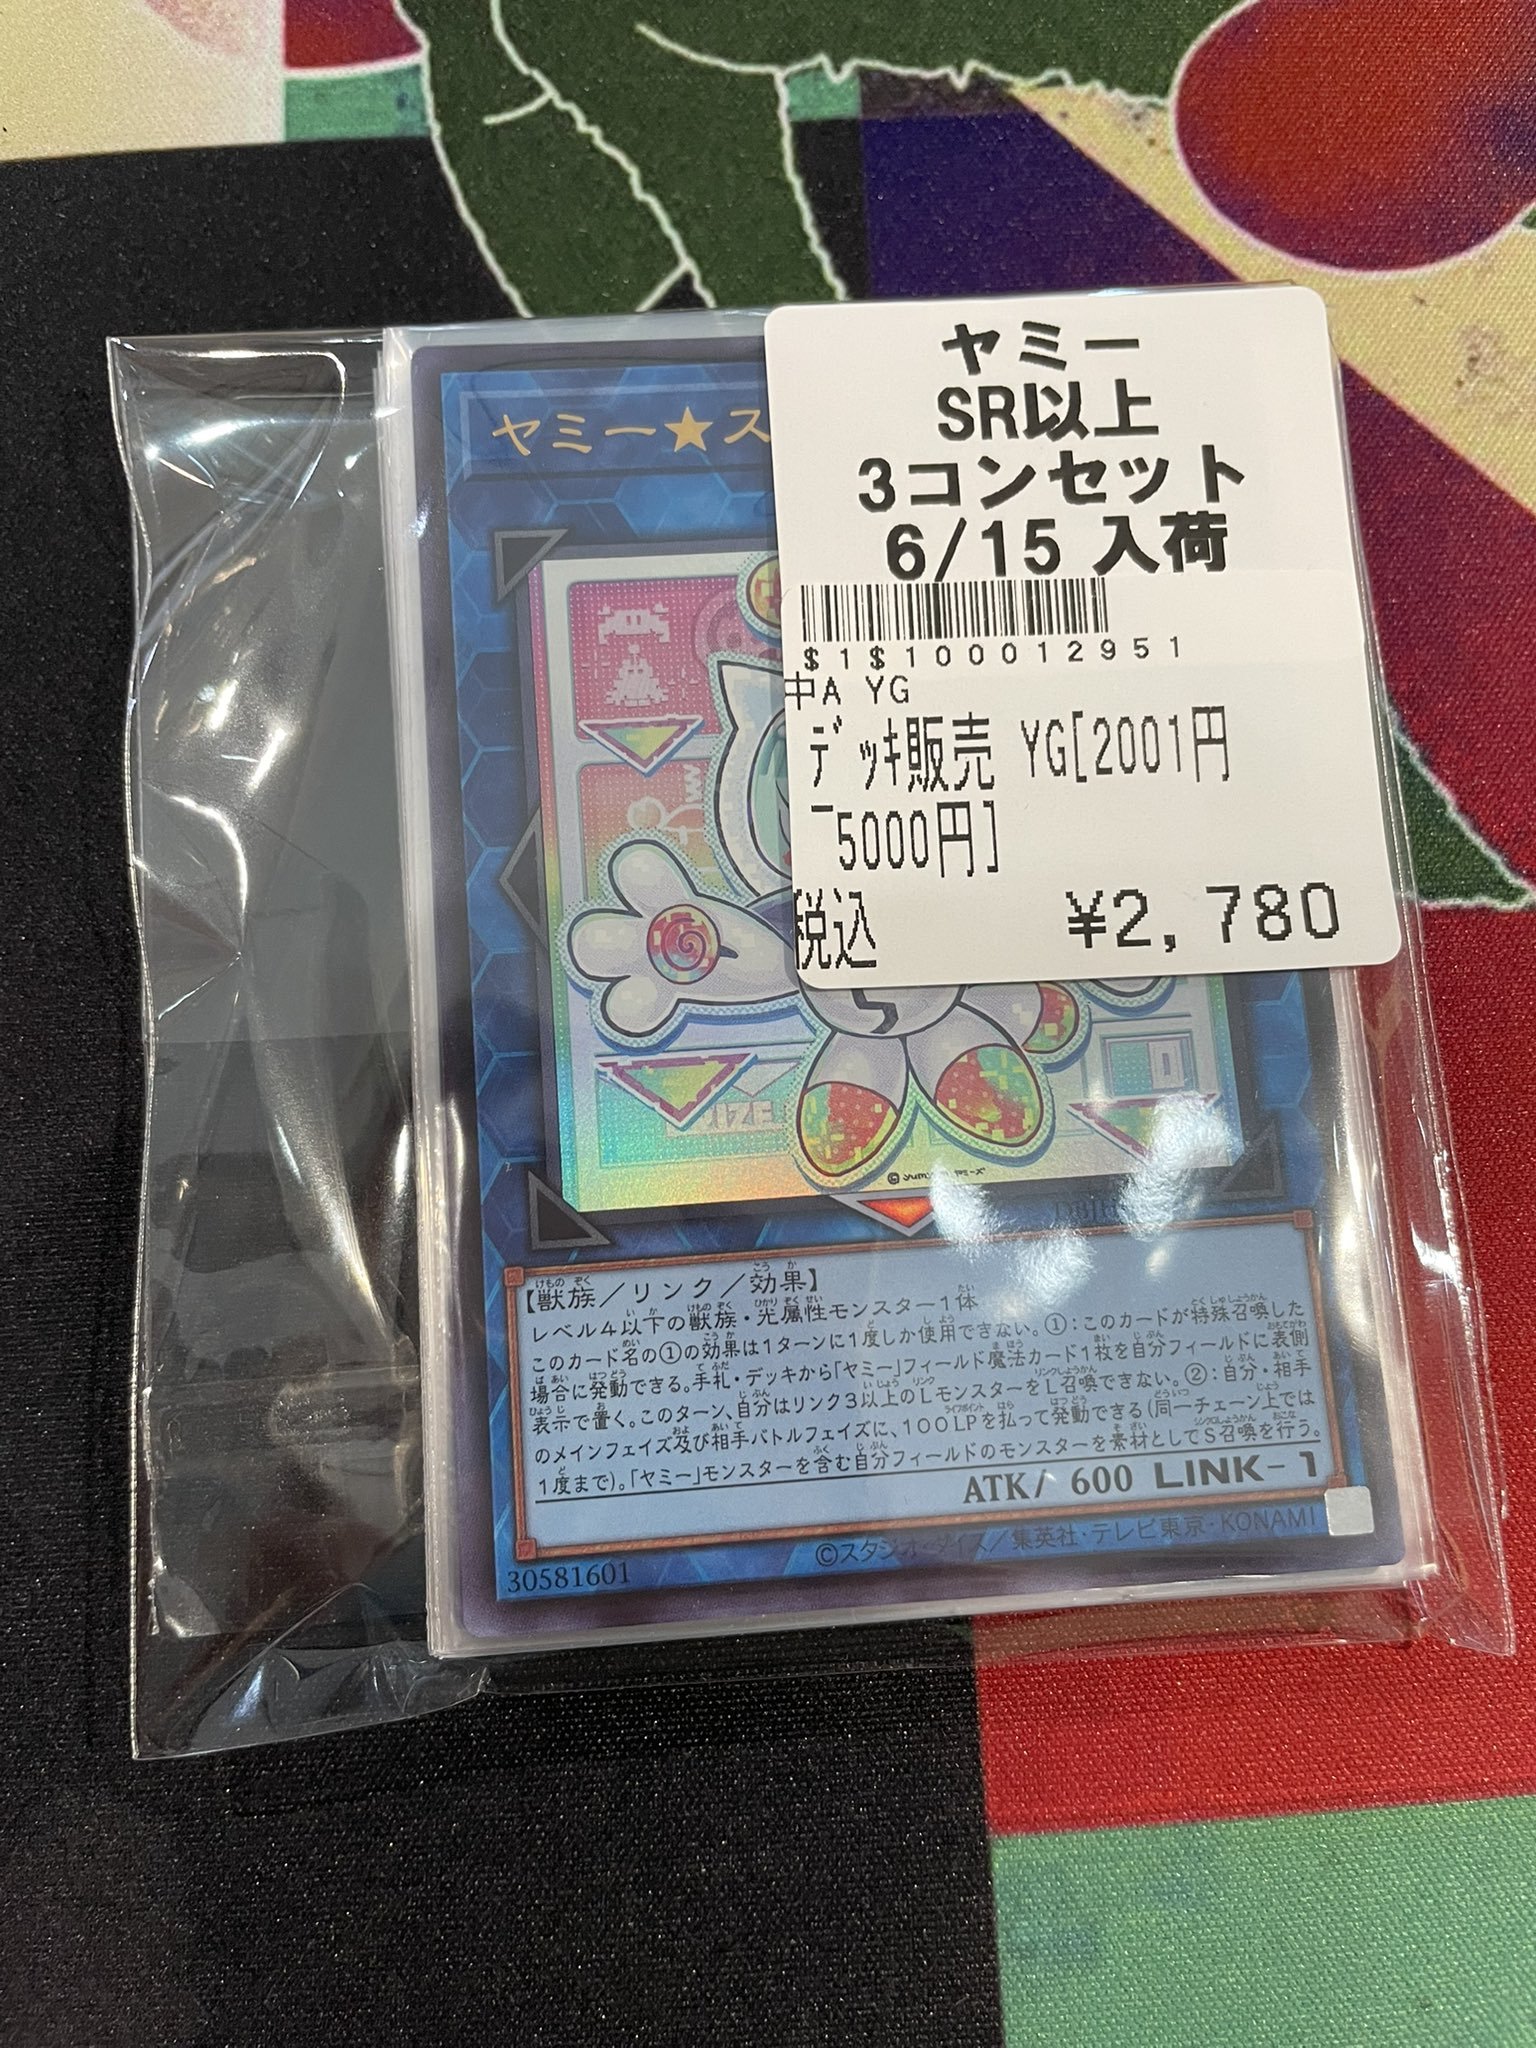 ヤミー
SR以上
3コンセット
6/15 入荷
$1$100012951
中A YG
デッキ販売 YG[2001円
~5000円]
税込 ¥2,780
ヤミー★ス
【獣族/リンク/効果】
レベル4以下の獣族・光属性モンスター1体
このカード名の①の効果は1ターンに1度しか使用できない。①:このカードが特殊召喚した
場合に発動できる。手札・デッキから「ヤミー」フィールド魔法カード1枚を自分フィールドに表側
表示で置く。このターン、自分はリンク3以上のLモンスターをL召喚できない。②:自分・相手
のメインフェイズ及び相手バトルフェイズに、100LPを払って発動できる(同一チェーン上では
1度まで)。「ヤミー」モンスターを含む自分フィールドのモンスターを素材としてS召喚を行う。
ATK/ 600 LINK-1
30581601
©スタジオ・ダイス/集英社・テレビ東京・KONAMI